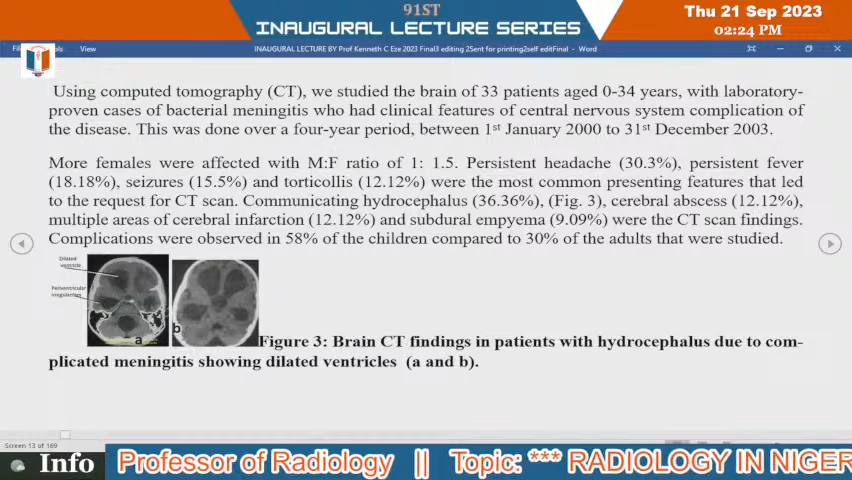 91ST
INAUGURAL LECTURE SERIES
Thu 21 Sep 2023
02:24 PM
View
INAUGURAL LECTURE BY Prof Kenneth C Eze 2023 Final3 editing 2Sent for printing2self editFinal - Word
Using computed tomography (CT), we studied the brain of 33 patients aged 0-34 years, with laboratory-
proven cases of bacterial meningitis who had clinical features of central nervous system complication of
the disease. This was done over a four-year period, between 1st January 2000 to 31st December 2003.
More females were affected with M:F ratio of 1: 1.5. Persistent headache (30.3%), persistent fever
(18.18%), seizures (15.5%) and torticollis (12.12%) were the most common presenting features that led
to the request for CT scan. Communicating hydrocephalus (36.36%), (Fig. 3), cerebral abscess (12.12%),
multiple areas of cerebral infarction (12.12%) and subdural empyema (9.09%) were the CT scan findings.
Complications were observed in 58% of the children compared to 30% of the adults that were studied.
Dilated
ventricle
Periventricular
irregularities
a
b
Figure 3: Brain CT findings in patients with hydrocephalus due to com-
plicated meningitis showing dilated ventricles (a and b).
Screen 13 of 169
Info
Professor of Radiology || Topic: *** RADIOLOGY IN NIGER